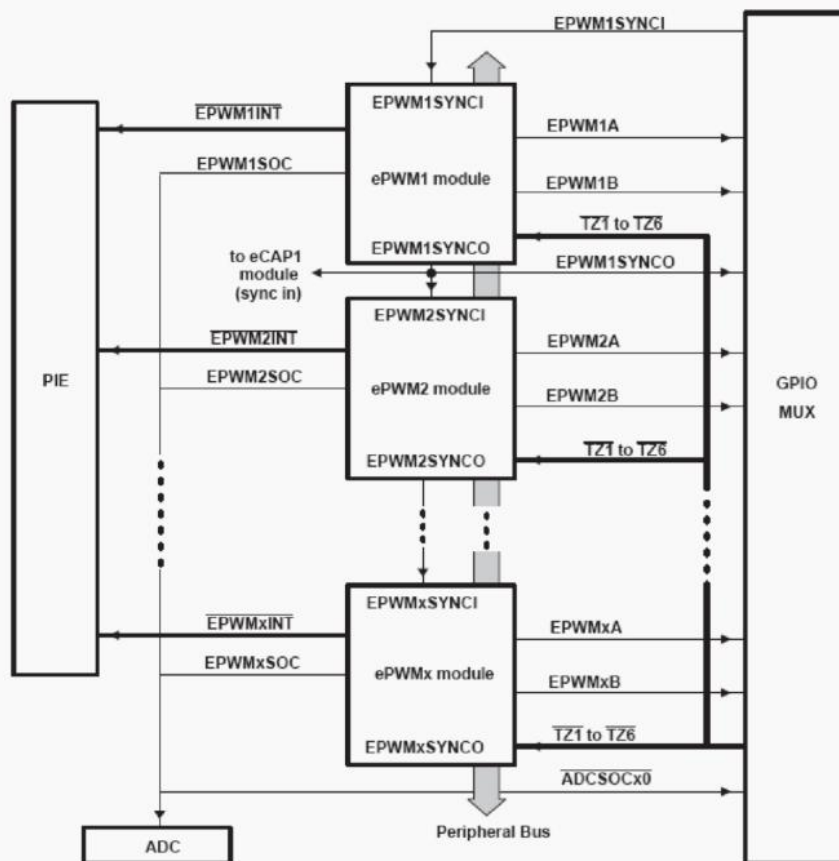 EPWM1SYNCI
EPWM1SYNCI
EPWM1INT
EPWM1A
EPWM1SOC
ePWM1 module
EPWM1B
TZ1 to TZ6
EPWM1SYNCO
to eCAP1
module
(sync in)
EPWM1SYNCO
EPWM2SYNCI
EPWM2INT
EPWM2A
PIE
EPWM2SOC
ePWM2 module
EPWM2B
GPIO
MUX
TZ1 to TZ6
EPWM2SYNCO
EPWMxSYNCI
EPWMxINT
EPWMxA
EPWMxSOC
ePWMx module
EPWMxB
TZ1 to TZ6
EPWMxSYNCO
ADCSOCx0
Peripheral Bus
ADC